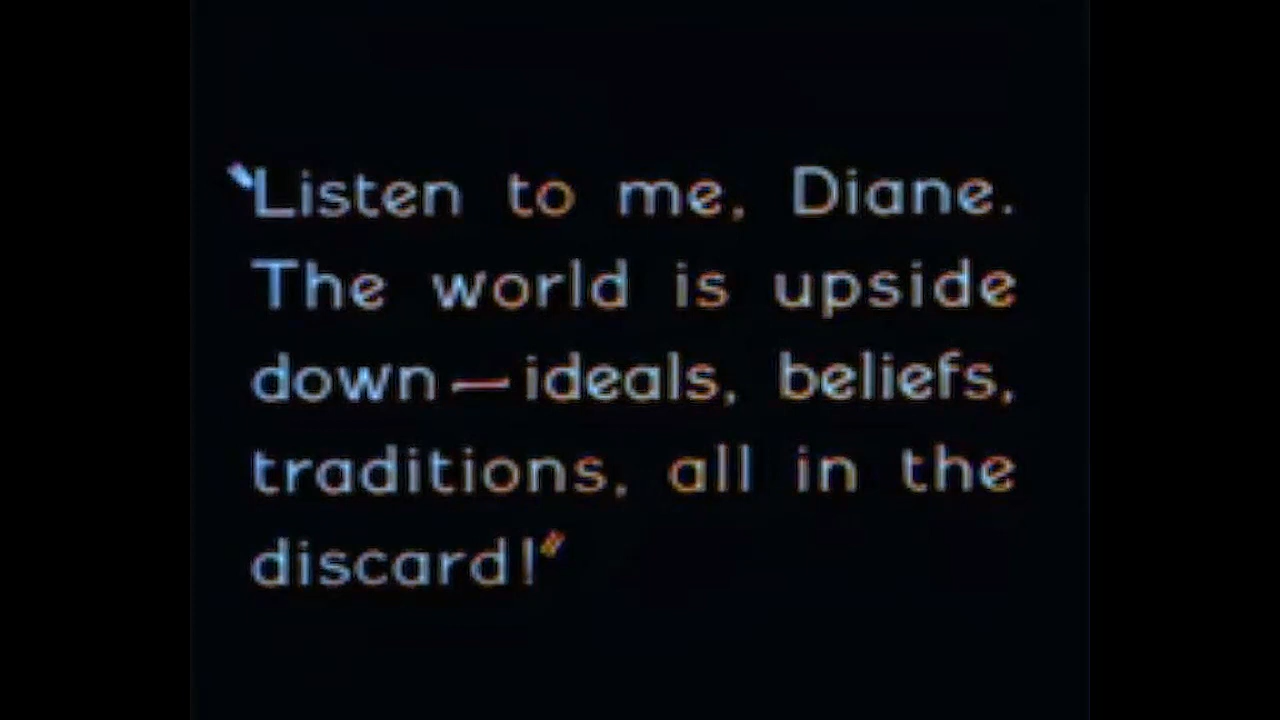 "Listen to me, Diane.
The world is upside
down—ideals, beliefs,
traditions, all in the
discard!"